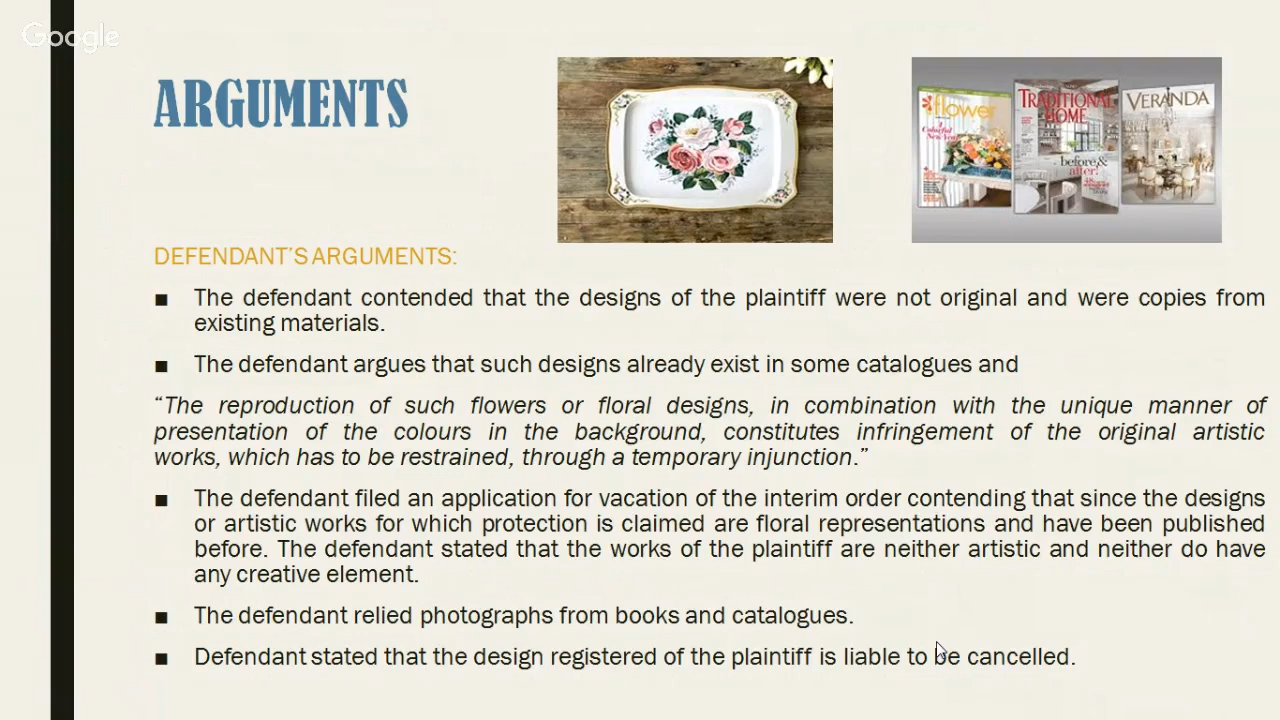 Google
ARGUMENTS
flower
Colorful
New Year
TRADITIONAL
HOME
before &
after!
VERANDA
DEFENDANT'S ARGUMENTS:
■ The defendant contended that the designs of the plaintiff were not original and were copies from
existing materials.
■ The defendant argues that such designs already exist in some catalogues and
“The reproduction of such flowers or floral designs, in combination with the unique manner of
presentation of the colours in the background, constitutes infringement of the original artistic
works, which has to be restrained, through a temporary injunction.”
■ The defendant filed an application for vacation of the interim order contending that since the designs
or artistic works for which protection is claimed are floral representations and have been published
before. The defendant stated that the works of the plaintiff are neither artistic and neither do have
any creative element.
■ The defendant relied photographs from books and catalogues.
■ Defendant stated that the design registered of the plaintiff is liable to be cancelled.